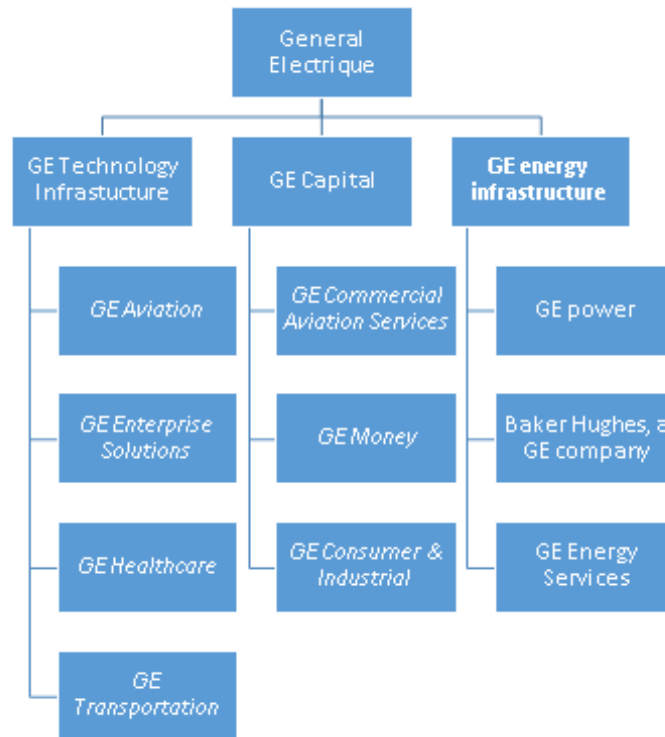 General
Electrique
GE Technology
Infrastucture
GE Capital
GE energy
infrastructure
GE Aviation
GE Commercial
Aviation Services
GE power
GE Enterprise
Solutions
GE Money
Baker Hughes, a
GE company
GE Healthcare
GE Consumer &
Industrial
GE Energy
Services
GE
Transportation